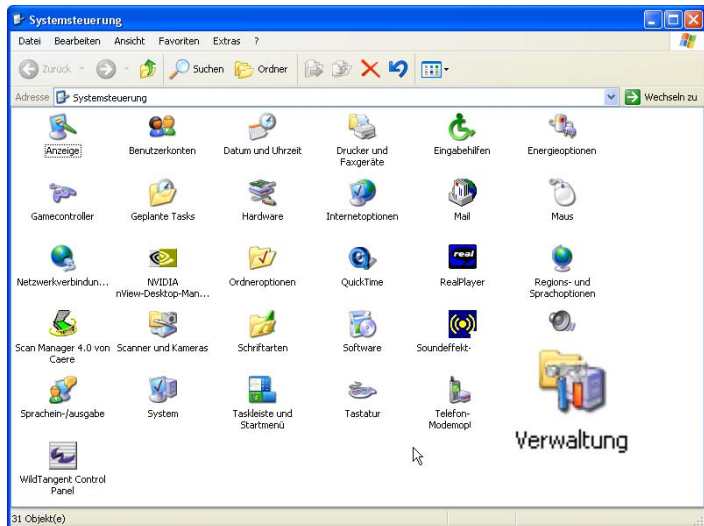 Systemsteuerung
Datei Bearbeiten Ansicht Favoriten Extras ?
Zurück Suchen Ordner
Adresse Systemsteuerung Wechseln zu
Anzeige Benutzerkonten Datum und Uhrzeit Drucker und Eingabehilfen Energieoptionen
Faxgeräte
Gamecontroller Geplante Tasks Hardware Internetoptionen Mail Maus
real
Netzwerkverbindun... NVIDIA Ordneroptionen QuickTime RealPlayer Regions- und
nView-Desktop-Man... Sprachoptionen
Scan Manager 4.0 von Scanner und Kameras Schriftarten Software Soundeffekt-
Caere
Sprachein-/ausgabe System Taskleiste und Tastatur Telefon-
Startmenü Modemopl
Verwaltung
WildTangent Control
Panel
31 Objekt(e)